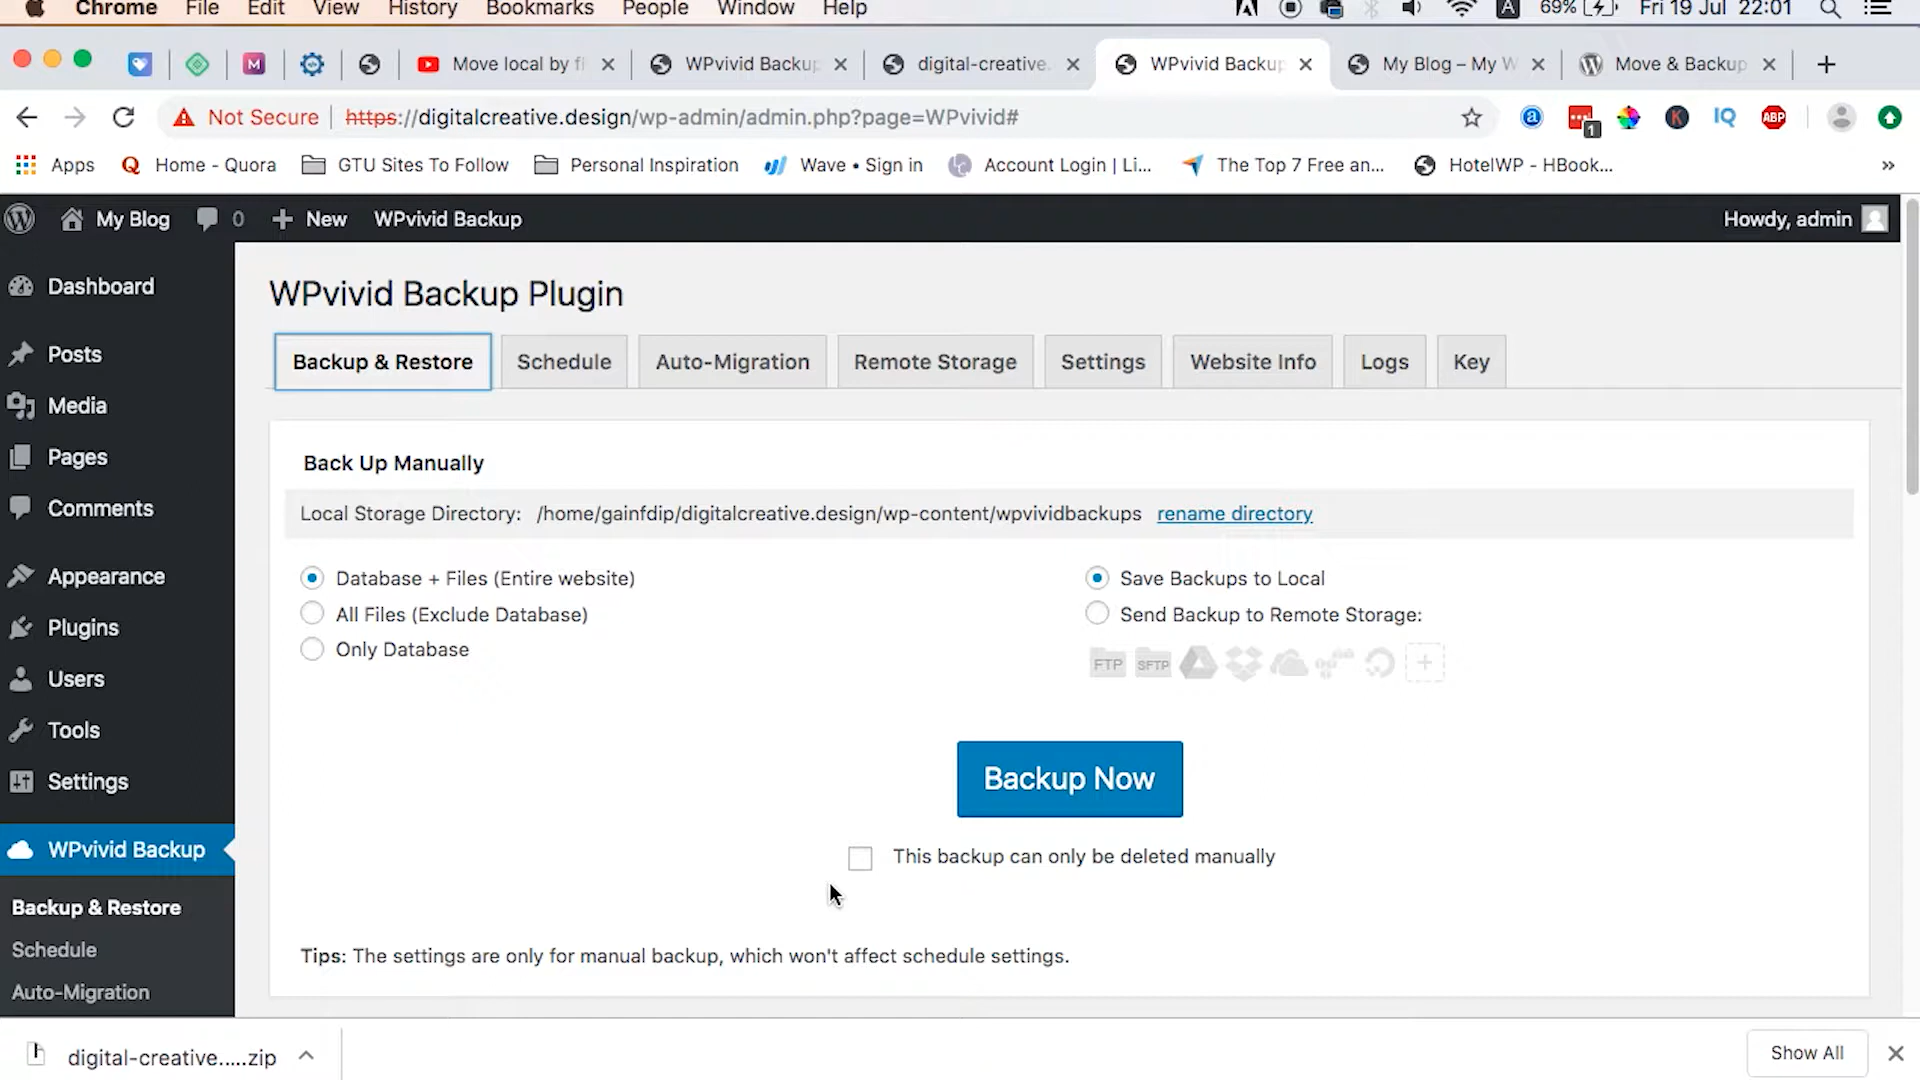 Chrome File Edit View History Bookmarks People Window Help 69% Fri 19 Jul 22:01
Move local by fi WPvivid Backup digital-creative. WPvivid Backup My Blog – My W Move & Backup
Not Secure https://digitalcreative.design/wp-admin/admin.php?page=WPvivid# 1 IQ ABP
Apps Home - Quora GTU Sites To Follow Personal Inspiration Wave • Sign in Account Login | Li... The Top 7 Free an... HotelWP - HBook... »
My Blog 0 + New WPvivid Backup Howdy, admin
Dashboard
Posts
Media
Pages
Comments
Appearance
Plugins
Users
Tools
Settings
WPvivid Backup
Backup & Restore
Schedule
Auto-Migration
WPvivid Backup Plugin
Backup & Restore Schedule Auto-Migration Remote Storage Settings Website Info Logs Key
Back Up Manually
Local Storage Directory: /home/gainfdip/digitalcreative.design/wp-content/wpvividbackups rename directory
Database + Files (Entire website)
All Files (Exclude Database)
Only Database
Save Backups to Local
Send Backup to Remote Storage:
FTP SFTP
Backup Now
This backup can only be deleted manually
Tips: The settings are only for manual backup, which won't affect schedule settings.
digital-creative.....zip Show All